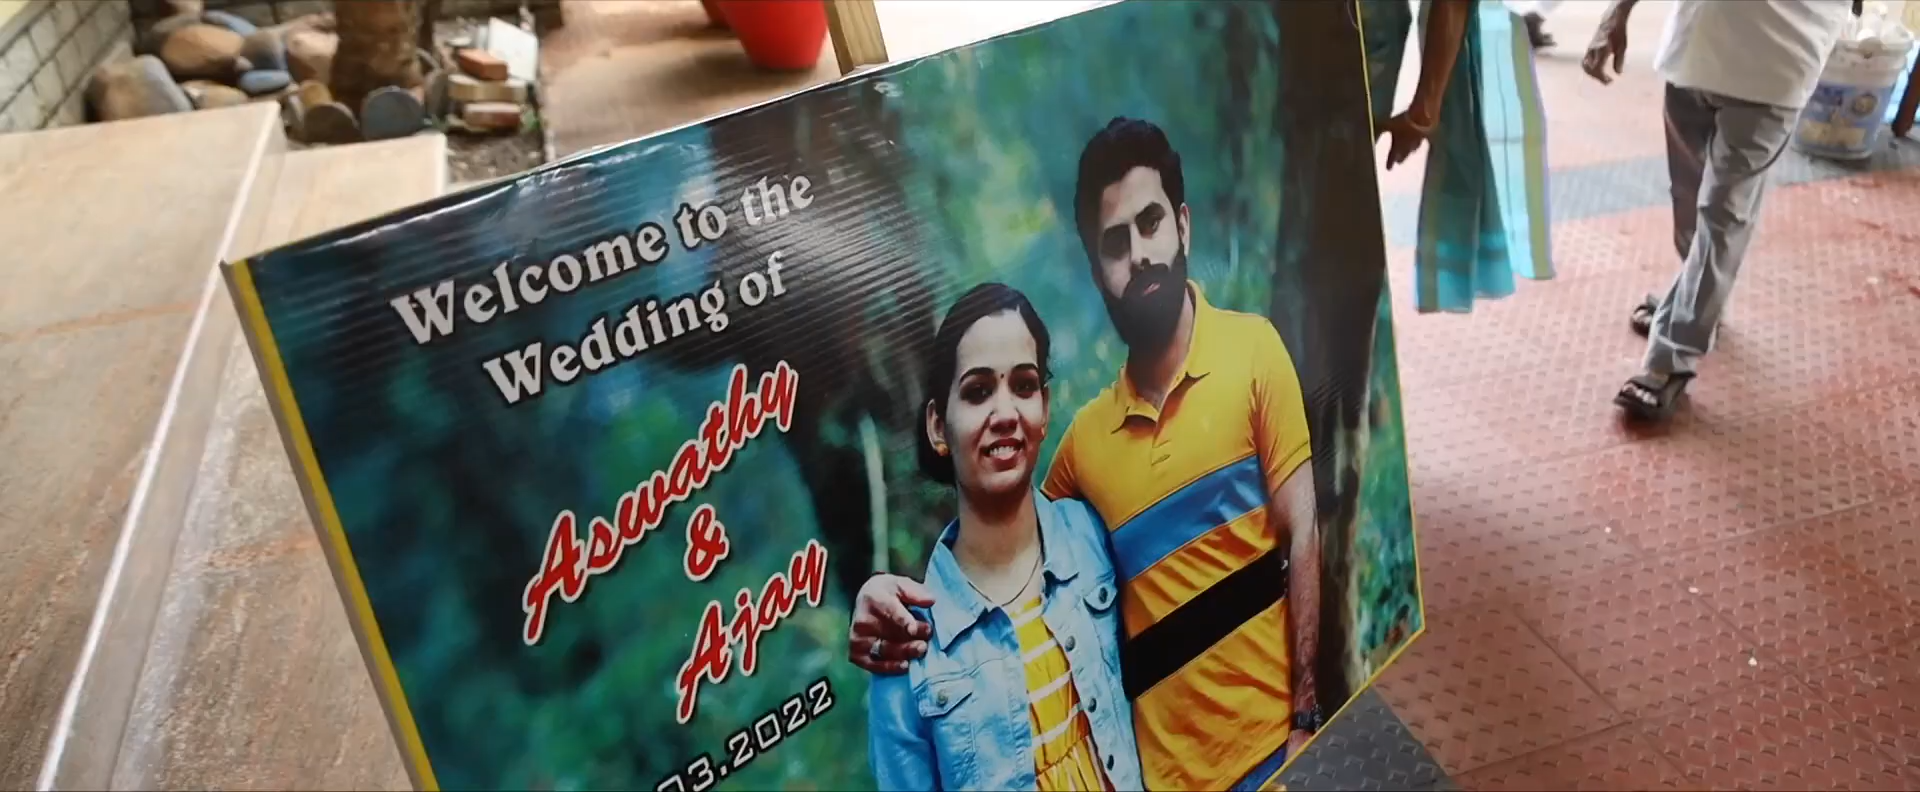 Welcome to the
Wedding of
Aswathy
&
Ajay
03.2022